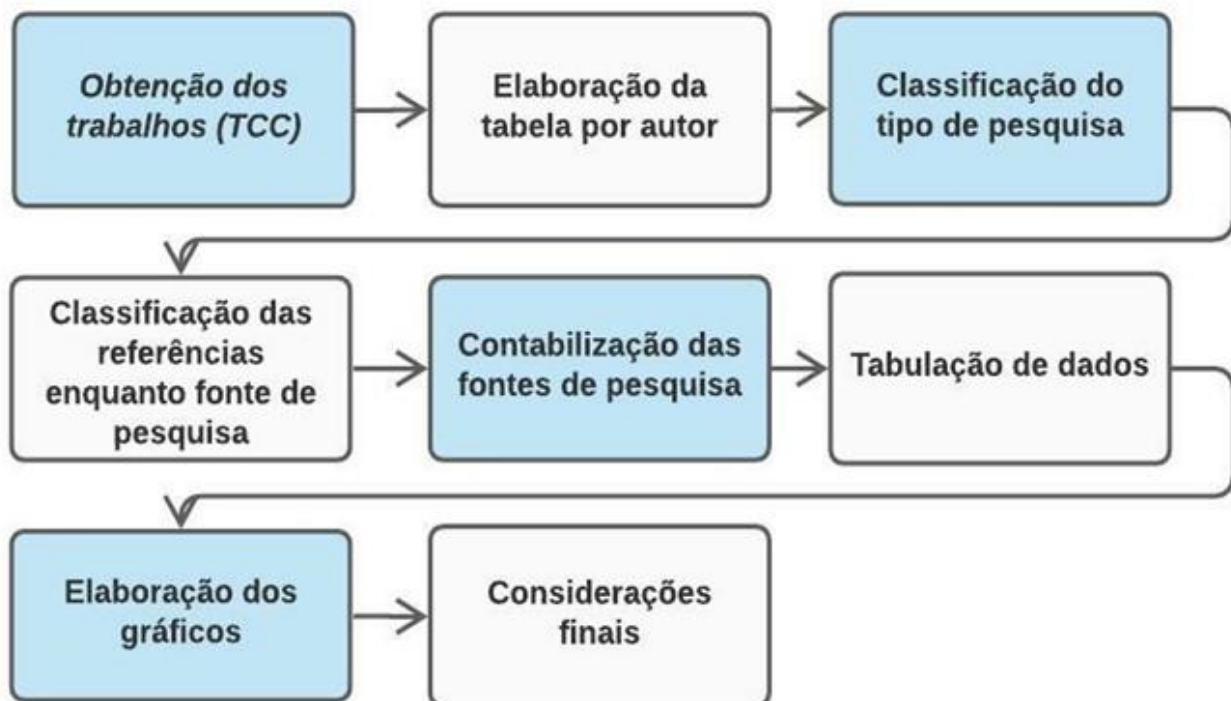 Obtenção dos
trabalhos (TCC)
Elaboração da
tabela por autor
Classificação do
tipo de pesquisa
Classificação das
referências
enquanto fonte de
pesquisa
Contabilização das
fontes de pesquisa
Tabulação de dados
Elaboração dos
gráficos
Considerações
finais